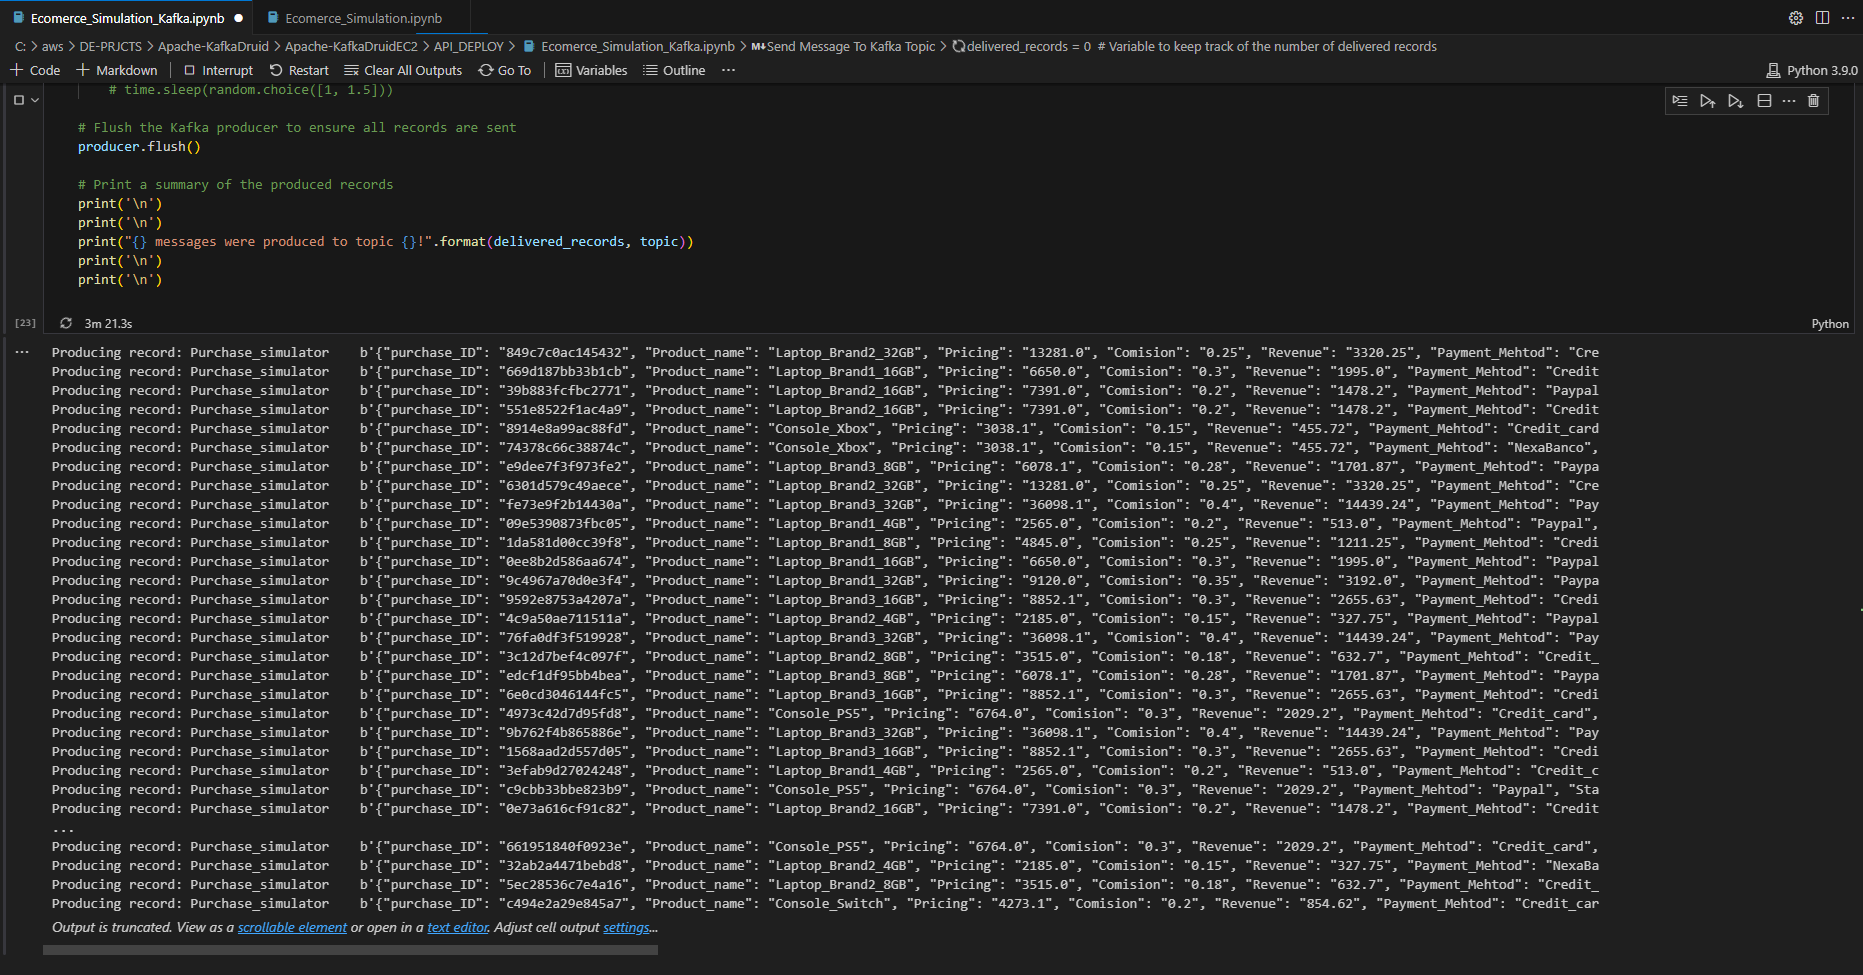 Ecomerce_Simulation_Kafka.ipynb ● Ecomerce_Simulation.ipynb
C: > aws > DE-PRJCTS > Apache-KafkaDruid > Apache-KafkaDruidEC2 > API_DEPLOY > Ecomerce_Simulation_Kafka.ipynb > M↓Send Message To Kafka Topic > delivered_records = 0 # Variable to keep track of the number of delivered records
+ Code + Markdown Interrupt Restart Clear All Outputs Go To Variables Outline ··· Python 3.9.0
# time.sleep(random.choice([1, 1.5]))
# Flush the Kafka producer to ensure all records are sent
producer.flush()
# Print a summary of the produced records
print('\n')
print('\n')
print("{} messages were produced to topic {}!".format(delivered_records, topic))
print('\n')
print('\n')
[23] 3m 21.3s Python
Producing record: Purchase_simulator b'{"purchase_ID": "849c7c0ac145432", "Product_name": "Laptop_Brand2_32GB", "Pricing": "13281.0", "Comision": "0.25", "Revenue": "3320.25", "Payment_Mehtod": "Cre
Producing record: Purchase_simulator b'{"purchase_ID": "669d187bb33b1cb", "Product_name": "Laptop_Brand1_16GB", "Pricing": "6650.0", "Comision": "0.3", "Revenue": "1995.0", "Payment_Mehtod": "Credit
Producing record: Purchase_simulator b'{"purchase_ID": "39b883fcfbc2771", "Product_name": "Laptop_Brand2_16GB", "Pricing": "7391.0", "Comision": "0.2", "Revenue": "1478.2", "Payment_Mehtod": "Paypal
Producing record: Purchase_simulator b'{"purchase_ID": "551e8522f1ac4a9", "Product_name": "Laptop_Brand2_16GB", "Pricing": "7391.0", "Comision": "0.2", "Revenue": "1478.2", "Payment_Mehtod": "Credit
Producing record: Purchase_simulator b'{"purchase_ID": "8914e8a99ac88fd", "Product_name": "Console_Xbox", "Pricing": "3038.1", "Comision": "0.15", "Revenue": "455.72", "Payment_Mehtod": "Credit_card
Producing record: Purchase_simulator b'{"purchase_ID": "74378c66c38874c", "Product_name": "Console_Xbox", "Pricing": "3038.1", "Comision": "0.15", "Revenue": "455.72", "Payment_Mehtod": "NexaBanco",
Producing record: Purchase_simulator b'{"purchase_ID": "e9dee7f3f973fe2", "Product_name": "Laptop_Brand3_8GB", "Pricing": "6078.1", "Comision": "0.28", "Revenue": "1701.87", "Payment_Mehtod": "Paypa
Producing record: Purchase_simulator b'{"purchase_ID": "6301d579c49aece", "Product_name": "Laptop_Brand2_32GB", "Pricing": "13281.0", "Comision": "0.25", "Revenue": "3320.25", "Payment_Mehtod": "Cre
Producing record: Purchase_simulator b'{"purchase_ID": "fe73e9f2b14430a", "Product_name": "Laptop_Brand3_32GB", "Pricing": "36098.1", "Comision": "0.4", "Revenue": "14439.24", "Payment_Mehtod": "Pay
Producing record: Purchase_simulator b'{"purchase_ID": "09e5390873fbc05", "Product_name": "Laptop_Brand1_4GB", "Pricing": "2565.0", "Comision": "0.2", "Revenue": "513.0", "Payment_Mehtod": "Paypal",
Producing record: Purchase_simulator b'{"purchase_ID": "1da581d00cc39f8", "Product_name": "Laptop_Brand1_8GB", "Pricing": "4845.0", "Comision": "0.25", "Revenue": "1211.25", "Payment_Mehtod": "Credi
Producing record: Purchase_simulator b'{"purchase_ID": "0ee8b2d586aa674", "Product_name": "Laptop_Brand1_16GB", "Pricing": "6650.0", "Comision": "0.3", "Revenue": "1995.0", "Payment_Mehtod": "Paypal
Producing record: Purchase_simulator b'{"purchase_ID": "9c4967a70d0e3f4", "Product_name": "Laptop_Brand1_32GB", "Pricing": "9120.0", "Comision": "0.35", "Revenue": "3192.0", "Payment_Mehtod": "Paypa
Producing record: Purchase_simulator b'{"purchase_ID": "9592e8753a4207a", "Product_name": "Laptop_Brand3_16GB", "Pricing": "8852.1", "Comision": "0.3", "Revenue": "2655.63", "Payment_Mehtod": "Credi
Producing record: Purchase_simulator b'{"purchase_ID": "4c9a50ae711511a", "Product_name": "Laptop_Brand2_4GB", "Pricing": "2185.0", "Comision": "0.15", "Revenue": "327.75", "Payment_Mehtod": "Paypal
Producing record: Purchase_simulator b'{"purchase_ID": "76fa0df3f519928", "Product_name": "Laptop_Brand3_32GB", "Pricing": "36098.1", "Comision": "0.4", "Revenue": "14439.24", "Payment_Mehtod": "Pay
Producing record: Purchase_simulator b'{"purchase_ID": "3c12d7bef4c097f", "Product_name": "Laptop_Brand2_8GB", "Pricing": "3515.0", "Comision": "0.18", "Revenue": "632.7", "Payment_Mehtod": "Credit_
Producing record: Purchase_simulator b'{"purchase_ID": "edcf1df95bb4bea", "Product_name": "Laptop_Brand3_8GB", "Pricing": "6078.1", "Comision": "0.28", "Revenue": "1701.87", "Payment_Mehtod": "Paypa
Producing record: Purchase_simulator b'{"purchase_ID": "6e0cd3046144fc5", "Product_name": "Laptop_Brand3_16GB", "Pricing": "8852.1", "Comision": "0.3", "Revenue": "2655.63", "Payment_Mehtod": "Credi
Producing record: Purchase_simulator b'{"purchase_ID": "4973c42d7d95fd8", "Product_name": "Console_PS5", "Pricing": "6764.0", "Comision": "0.3", "Revenue": "2029.2", "Payment_Mehtod": "Credit_card",
Producing record: Purchase_simulator b'{"purchase_ID": "9b762f4b865886e", "Product_name": "Laptop_Brand3_32GB", "Pricing": "36098.1", "Comision": "0.4", "Revenue": "14439.24", "Payment_Mehtod": "Pay
Producing record: Purchase_simulator b'{"purchase_ID": "1568aad2d557d05", "Product_name": "Laptop_Brand3_16GB", "Pricing": "8852.1", "Comision": "0.3", "Revenue": "2655.63", "Payment_Mehtod": "Credi
Producing record: Purchase_simulator b'{"purchase_ID": "3efab9d27024248", "Product_name": "Laptop_Brand1_4GB", "Pricing": "2565.0", "Comision": "0.2", "Revenue": "513.0", "Payment_Mehtod": "Credit_c
Producing record: Purchase_simulator b'{"purchase_ID": "c9cbb33bbe823b9", "Product_name": "Console_PS5", "Pricing": "6764.0", "Comision": "0.3", "Revenue": "2029.2", "Payment_Mehtod": "Paypal", "Sta
Producing record: Purchase_simulator b'{"purchase_ID": "0e73a616cf91c82", "Product_name": "Laptop_Brand2_16GB", "Pricing": "7391.0", "Comision": "0.2", "Revenue": "1478.2", "Payment_Mehtod": "Credit
...
Producing record: Purchase_simulator b'{"purchase_ID": "661951840f0923e", "Product_name": "Console_PS5", "Pricing": "6764.0", "Comision": "0.3", "Revenue": "2029.2", "Payment_Mehtod": "Credit_card",
Producing record: Purchase_simulator b'{"purchase_ID": "32ab2a4471bebd8", "Product_name": "Laptop_Brand2_4GB", "Pricing": "2185.0", "Comision": "0.15", "Revenue": "327.75", "Payment_Mehtod": "NexaBa
Producing record: Purchase_simulator b'{"purchase_ID": "5ec28536c7e4a16", "Product_name": "Laptop_Brand2_8GB", "Pricing": "3515.0", "Comision": "0.18", "Revenue": "632.7", "Payment_Mehtod": "Credit_
Producing record: Purchase_simulator b'{"purchase_ID": "c494e2a29e845a7", "Product_name": "Console_Switch", "Pricing": "4273.1", "Comision": "0.2", "Revenue": "854.62", "Payment_Mehtod": "Credit_car
Output is truncated. View as a scrollable element or open in a text editor. Adjust cell output settings...